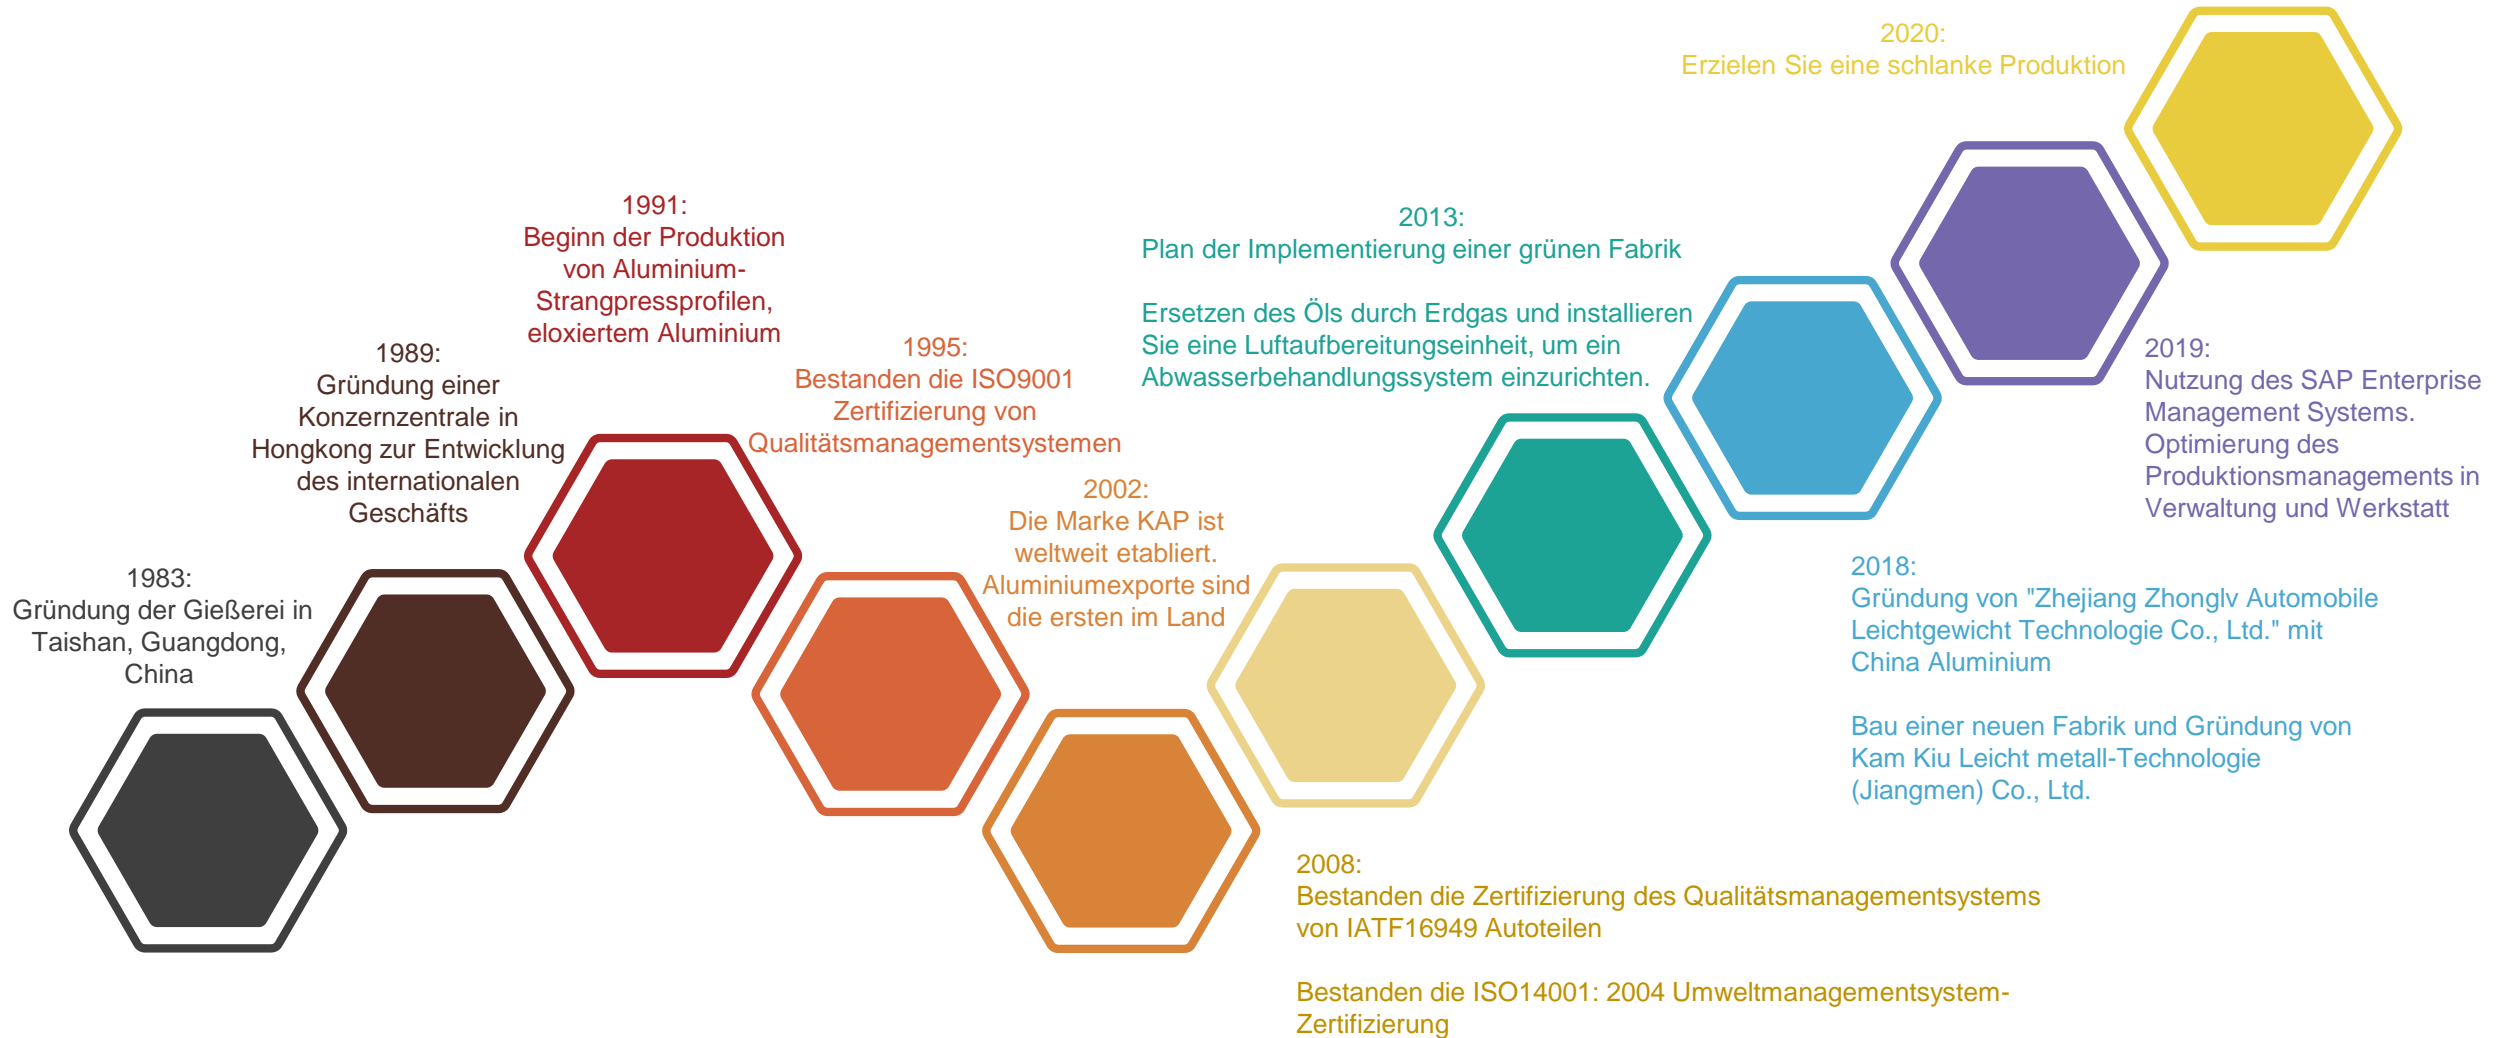 1983:
Gründung der Gießerei in
Taishan, Guangdong,
China
1989:
Gründung einer
Konzernzentrale in
Hongkong zur Entwicklung
des internationalen
Geschäfts
1991:
Beginn der Produktion
von Aluminium-
Strangpressprofilen,
eloxiertem Aluminium
1995:
Bestanden die ISO9001
Zertifizierung von
Qualitätsmanagementsystemen
2002:
Die Marke KAP ist
weltweit etabliert.
Aluminiumexporte sind
die ersten im Land
2008:
Bestanden die Zertifizierung des Qualitätsmanagementsystems
von IATF16949 Autoteilen
Bestanden die ISO14001: 2004 Umweltmanagementsystem-
Zertifizierung
2013:
Plan der Implementierung einer grünen Fabrik
Ersetzen des Öls durch Erdgas und installieren
Sie eine Luftaufbereitungseinheit, um ein
Abwasserbehandlungssystem einzurichten.
2018:
Gründung von "Zhejiang Zhonglv Automobile
Leichtgewicht Technologie Co., Ltd." mit
China Aluminium
Bau einer neuen Fabrik und Gründung von
Kam Kiu Leicht metall-Technologie
(Jiangmen) Co., Ltd.
2019:
Nutzung des SAP Enterprise
Management Systems.
Optimierung des
Produktionsmanagements in
Verwaltung und Werkstatt
2020:
Erzielen Sie eine schlanke Produktion